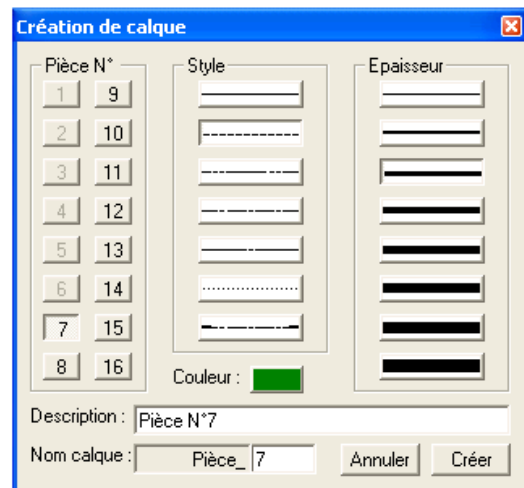 Création de calque
Pièce N° Style Epaisseur
1 9
2 10
3 11
4 12
5 13
6 14
7 15
8 16
Couleur :
Description : Pièce N°7
Nom calque : Pièce_ 7 Annuler Créer